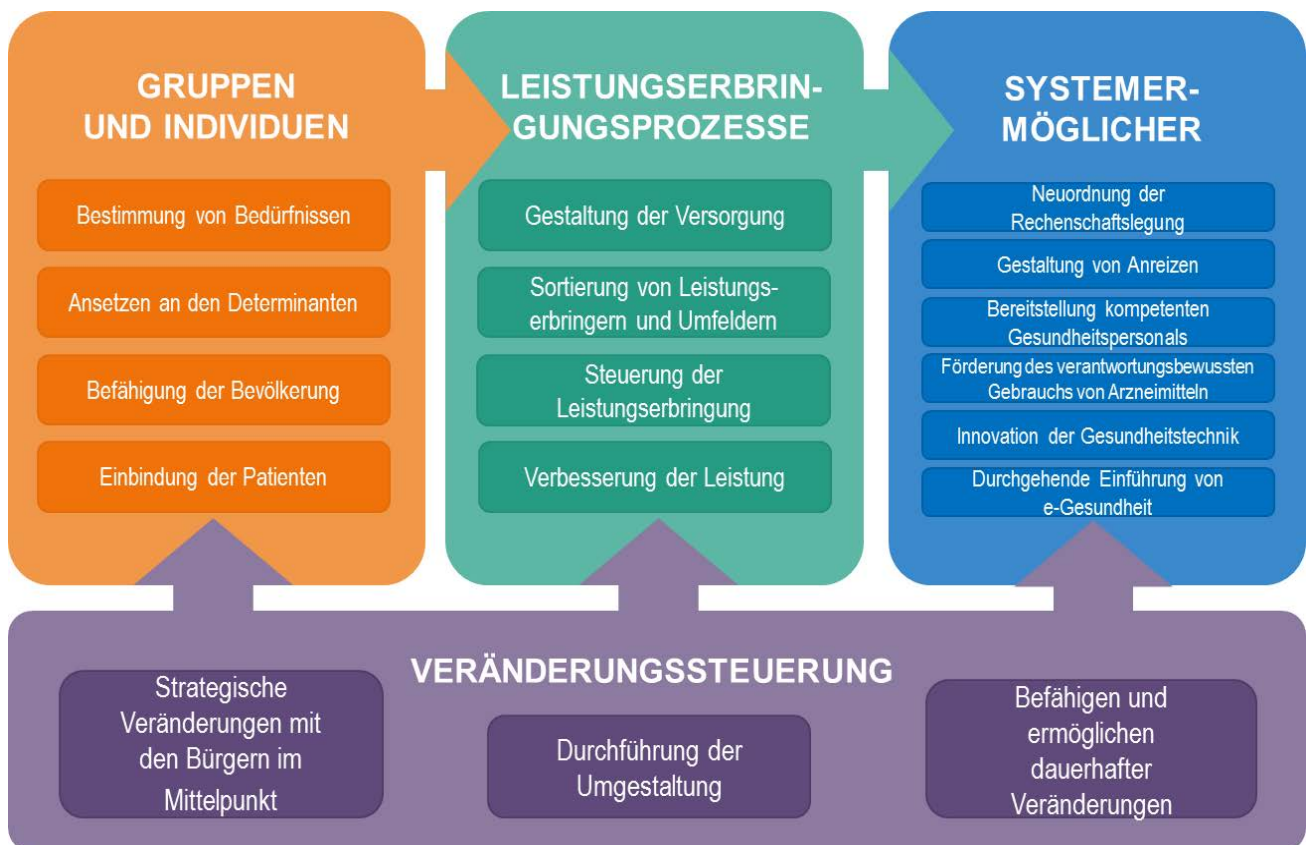 GRUPPEN
UND INDIVIDUEN
Bestimmung von Bedürfnissen
Ansetzen an den Determinanten
Befähigung der Bevölkerung
Einbindung der Patienten
LEISTUNGSERBRIN-
GUNGSPROZESSE
Gestaltung der Versorgung
Sortierung von Leistungs-
erbringern und Umfeldern
Steuerung der
Leistungserbringung
Verbesserung der Leistung
SYSTEMER-
MÖGLICHER
Neuordnung der
Rechenschaftslegung
Gestaltung von Anreizen
Bereitstellung kompetenten
Gesundheitspersonals
Förderung des verantwortungsbewussten
Gebrauchs von Arzneimitteln
Innovation der Gesundheitstechnik
Durchgehende Einführung von
e-Gesundheit
VERÄNDERUNGSSTEUERUNG
Strategische
Veränderungen mit
den Bürgern im
Mittelpunkt
Durchführung der
Umgestaltung
Befähigen und
ermöglichen
dauerhafter
Veränderungen